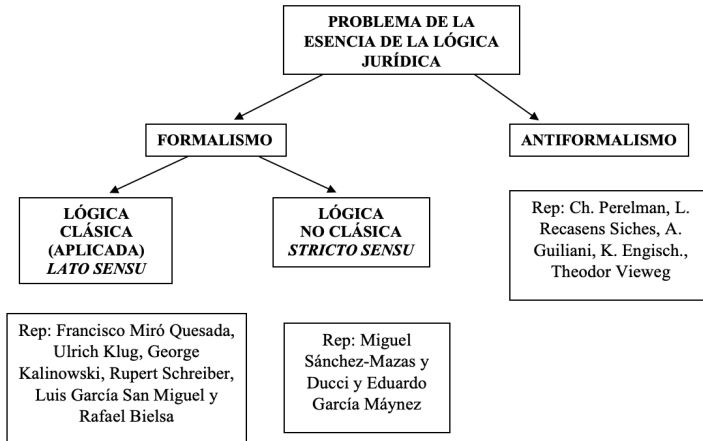 PROBLEMA DE LA
ESENCIA DE LA LÓGICA
JURÍDICA
FORMALISMO
ANTIFORMALISMO
LÓGICA
CLÁSICA
(APLICADA)
LATO SENSU
LÓGICA
NO CLÁSICA
STRICTO SENSU
Rep: Ch. Perelman, L.
Recasens Siches, A.
Guiliani, K. Engisch.,
Theodor Vieweg
Rep: Francisco Miró Quesada,
Ulrich Klug, George
Kalinowski, Rupert Schreiber,
Luis García San Miguel y
Rafael Bielsa
Rep: Miguel
Sánchez-Mazas y
Ducci y Eduardo
García Máynez